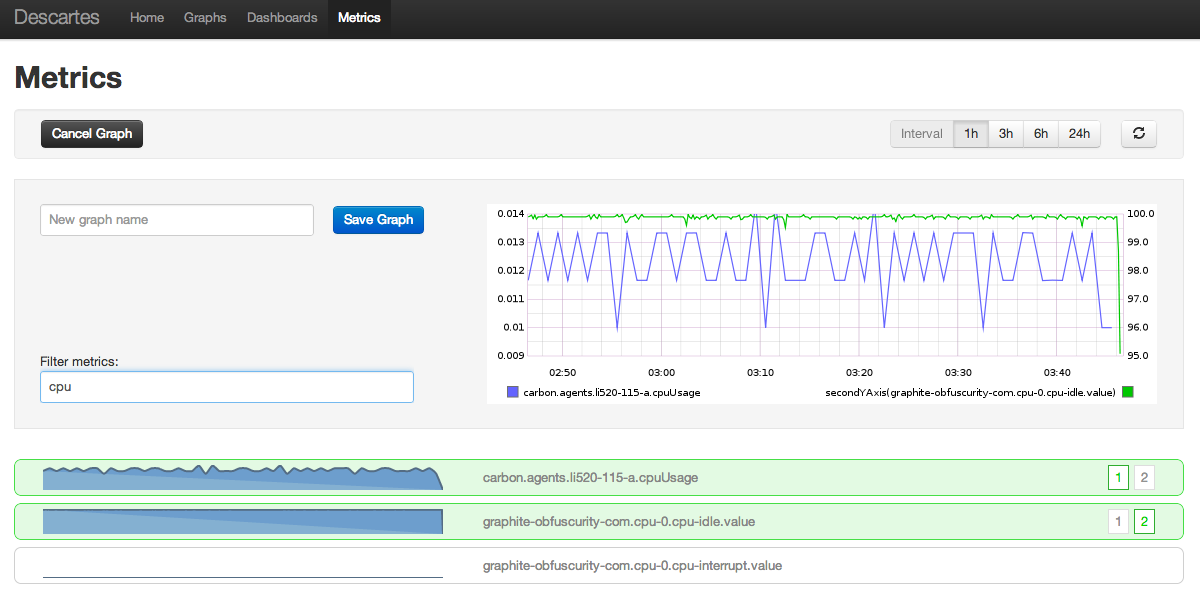 Descartes Home Graphs Dashboards Metrics
Metrics
Cancel Graph Interval 1h 3h 6h 24h
New graph name Save Graph
0.014 100.0
0.013 99.0
0.012 98.0
0.011 97.0
0.01 96.0
0.009 95.0
02:50 03:00 03:10 03:20 03:30 03:40
carbon.agents.li520-115-a.cpuUsage secondYAxis(graphite-obfuscurity-com.cpu-0.cpu-idle.value)
Filter metrics:
cpu
carbon.agents.li520-115-a.cpuUsage 1 2
graphite-obfuscurity-com.cpu-0.cpu-idle.value 1 2
graphite-obfuscurity-com.cpu-0.cpu-interrupt.value